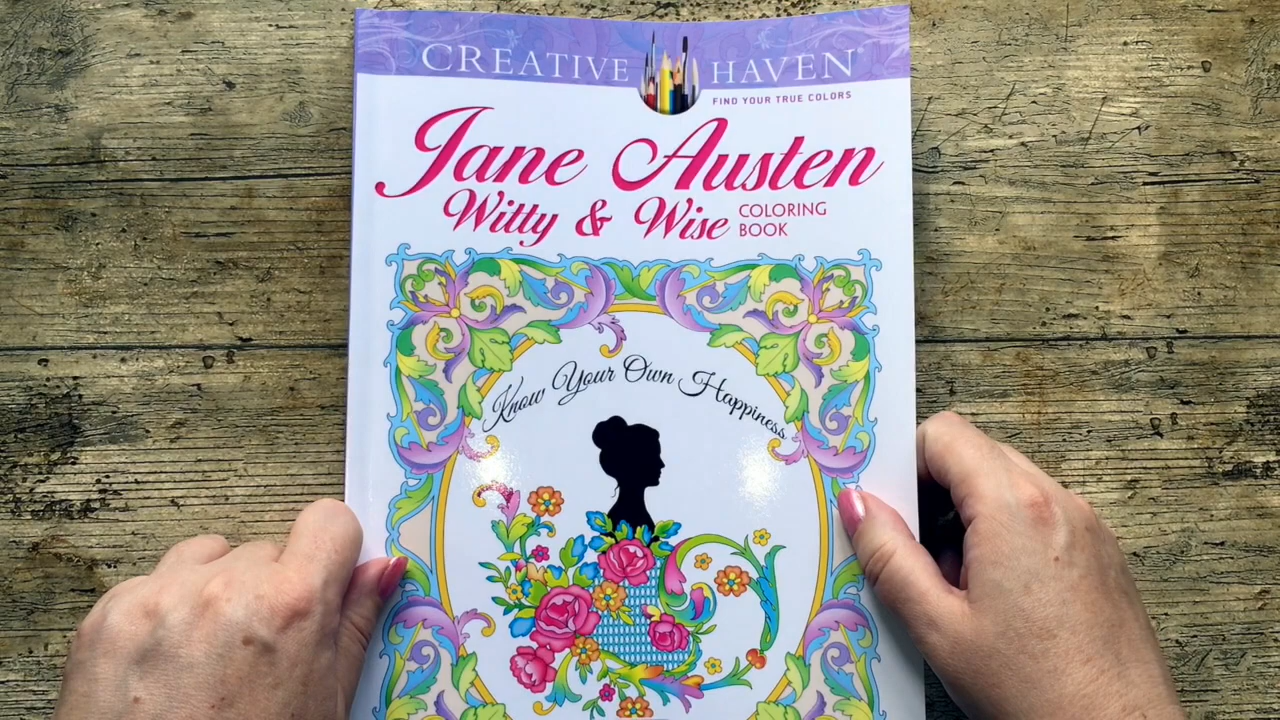 CREATIVE HAVEN®
FIND YOUR TRUE COLORS
Jane Austen
Witty & Wise COLORING
BOOK
Know Your Own Happiness